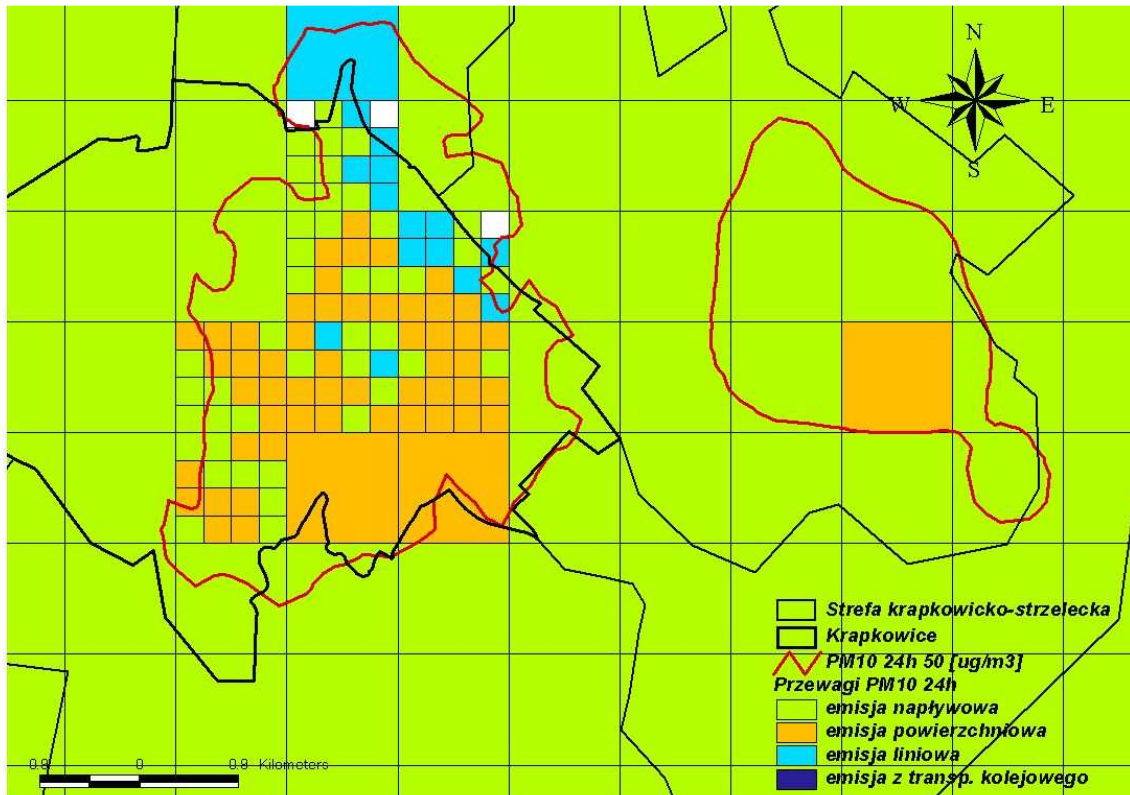 N
W E
S
Strefa krapkowicko-strzelecka
Krapkowice
PM10 24h 50 [ug/m3]
Przewagi PM10 24h
emisja napływowa
emisja powierzchniowa
emisja liniowa
emisja z transp. kolejowego
0.8 0 0.8 Kilometers